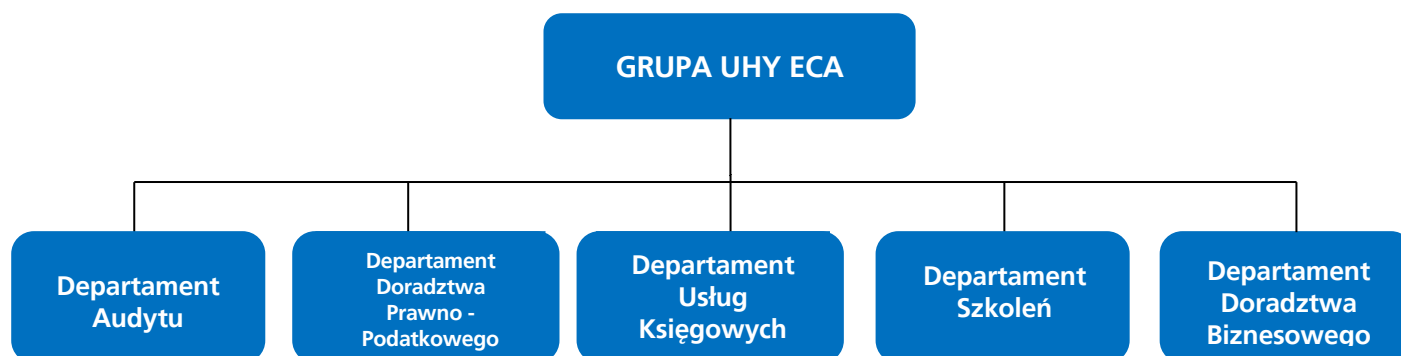 GRUPA UHY ECA
Departament
Audytu
Departament
Doradztwa
Prawno -
Podatkowego
Departament
Usług
Księgowych
Departament
Szkoleń
Departament
Doradztwa
Biznesowego